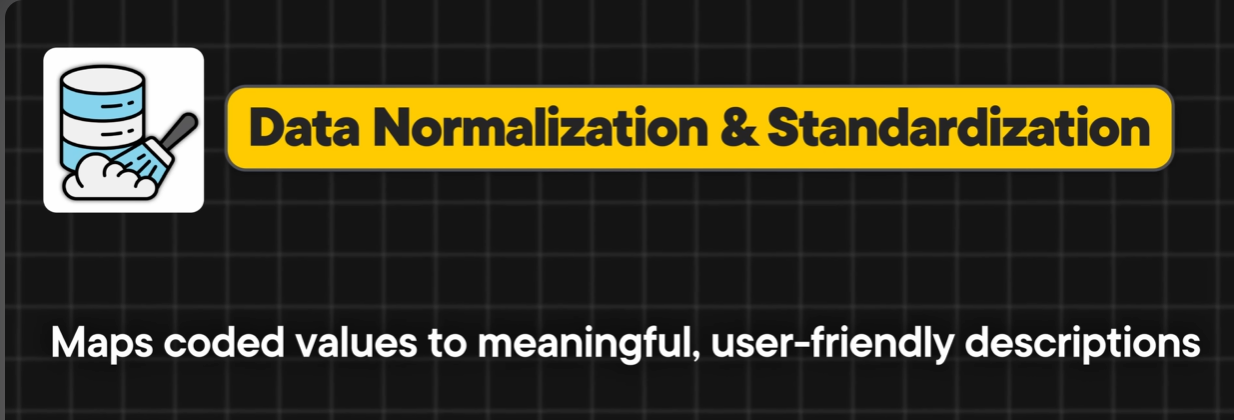 Data Normalization & Standardization
Maps coded values to meaningful, user-friendly descriptions